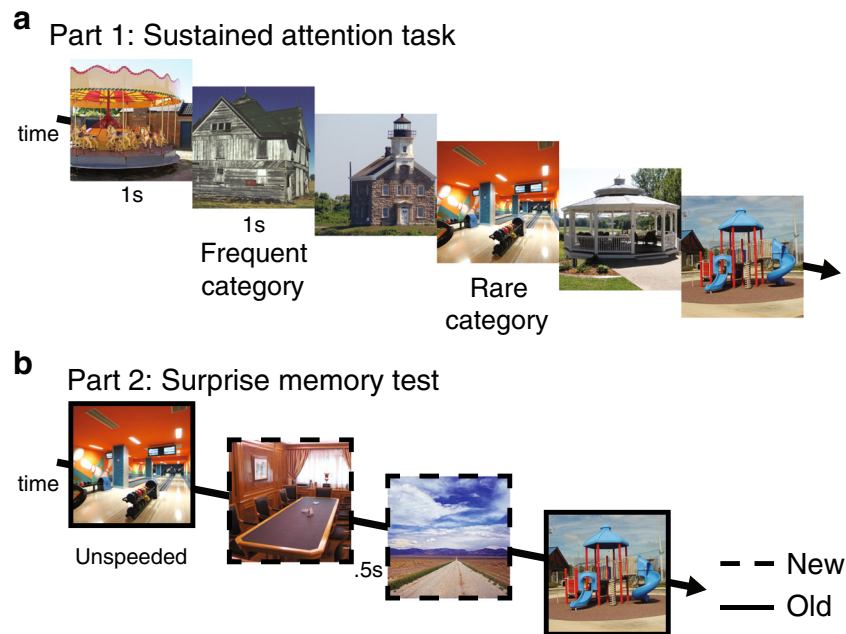 a
Part 1: Sustained attention task
time
1s
1s
Frequent
category
Rare
category
b
Part 2: Surprise memory test
time
Unspeeded
.5s
New
Old